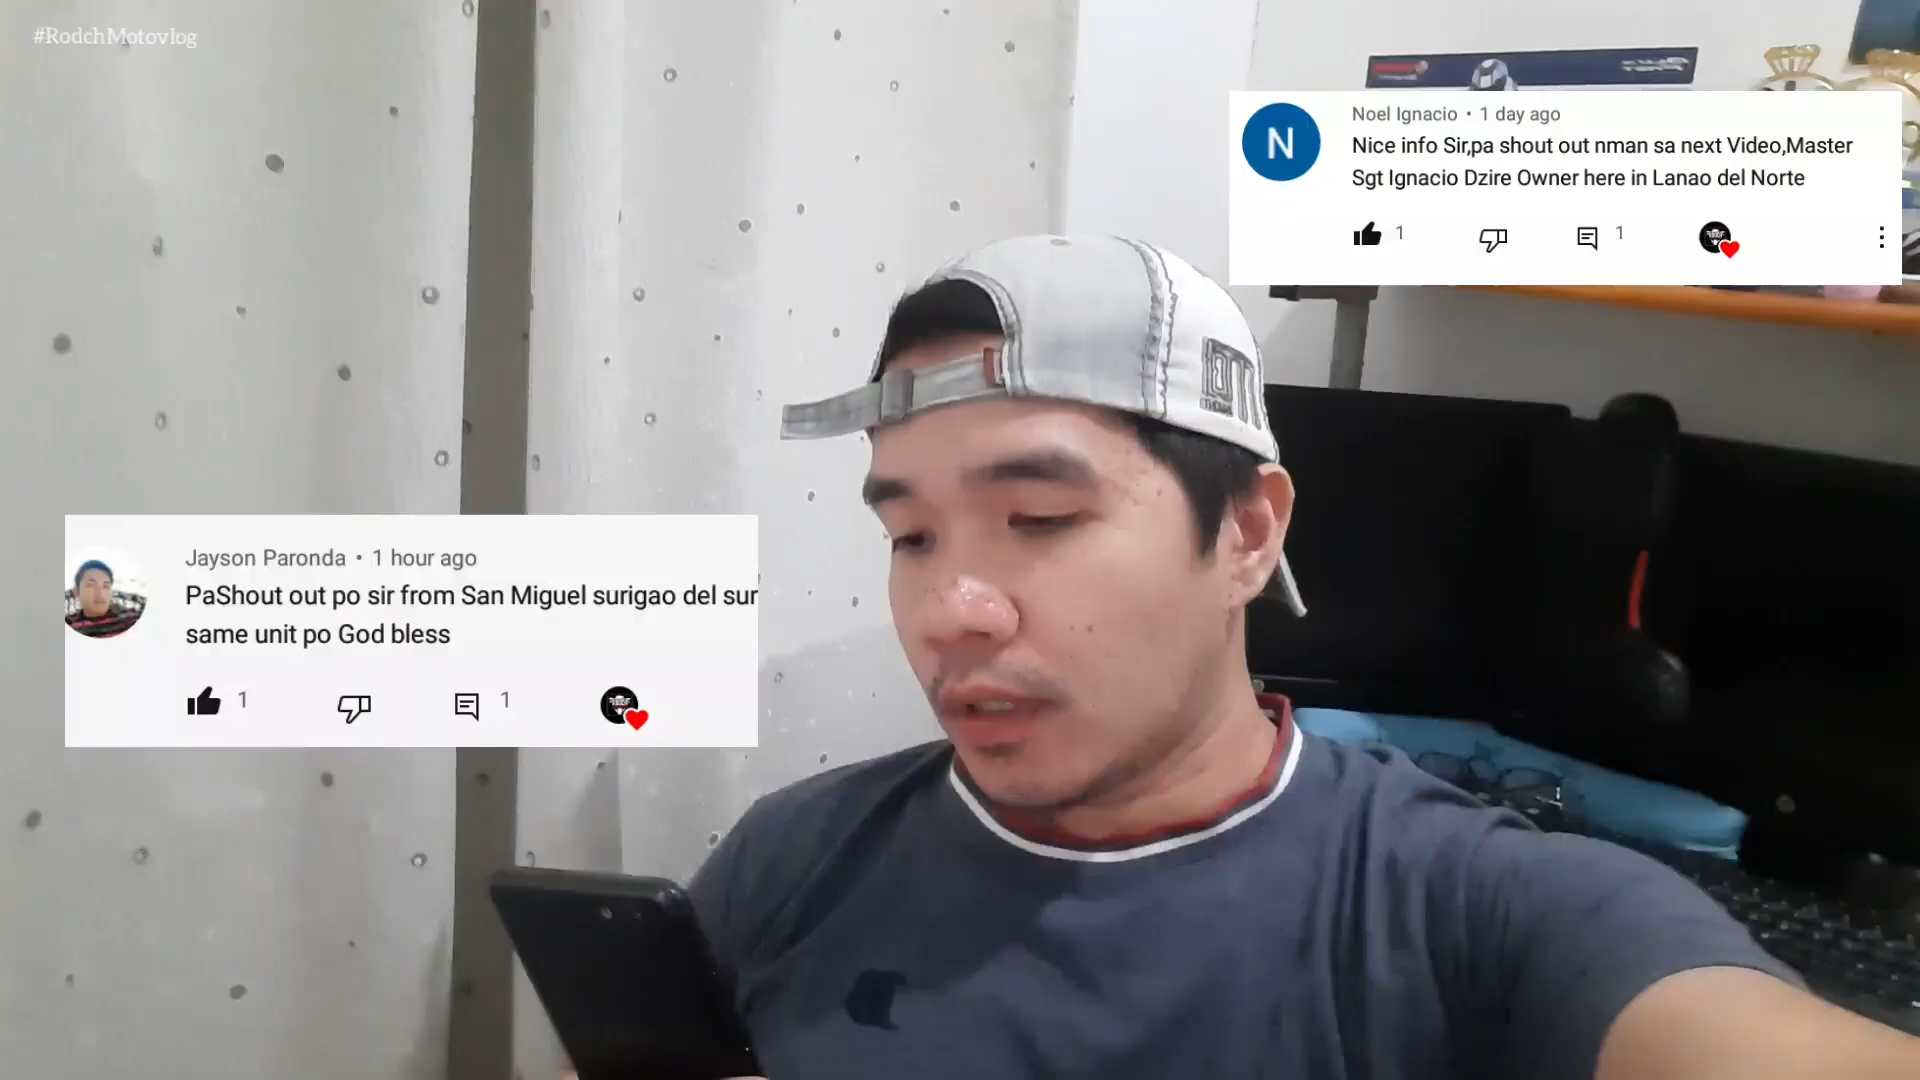 #RodchMotovlog
Noel Ignacio • 1 day ago
Nice info Sir,pa shout out nman sa next Video,Master
Sgt Ignacio Dzire Owner here in Lanao del Norte
1
1
N
Jayson Paronda • 1 hour ago
PaShout out po sir from San Miguel surigao del sur
same unit po God bless
1
1